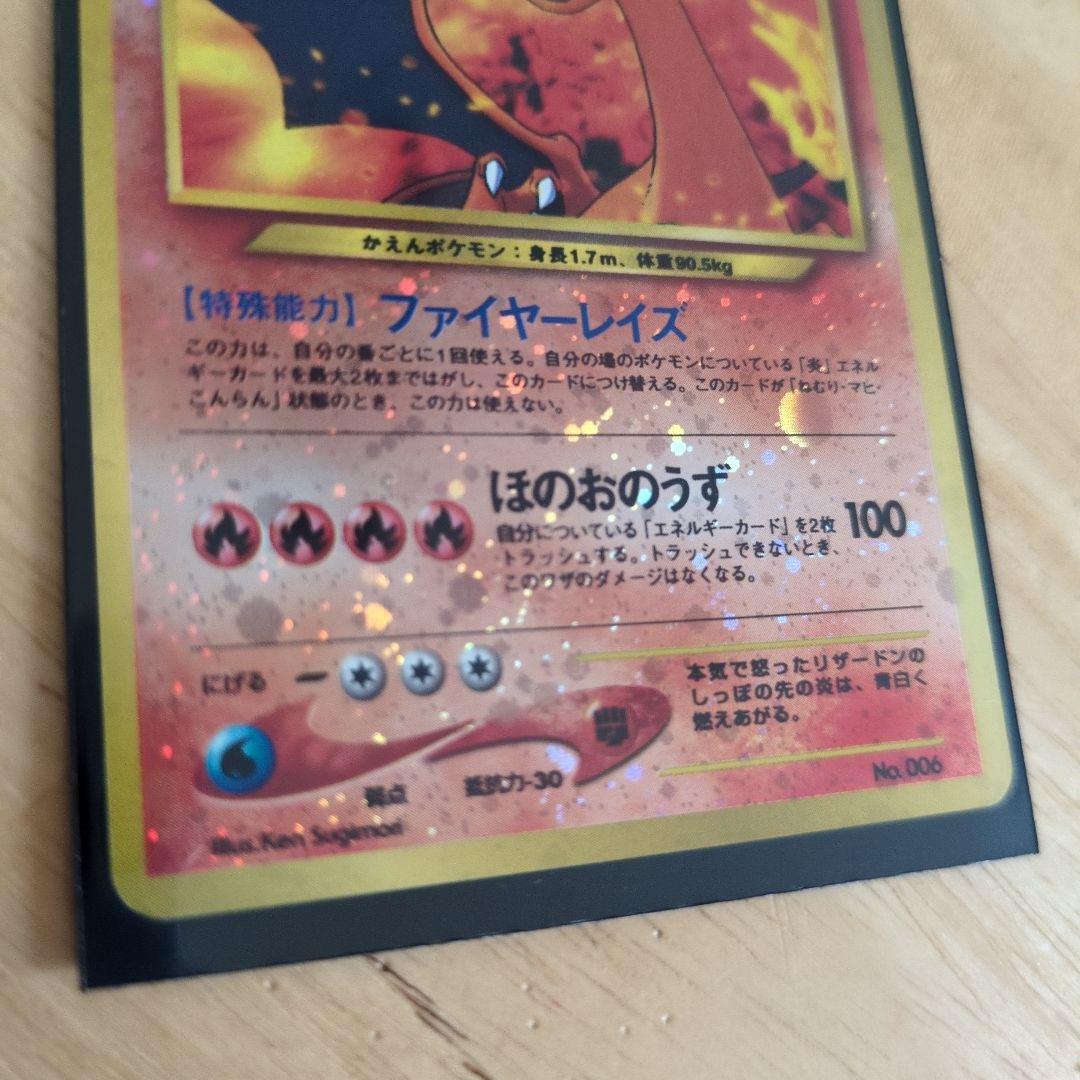 かえんポケモン：身長1.7m、体重90.5kg
【特殊能力】ファイヤーレイズ
この力は、自分の番ごとに1回使える。自分の場のポケモンについている「炎」エネル
ギーカードを最大2枚まではがし、このカードにつけ替える。このカードが「ねむり・マヒ・
こんらん」状態のとき、この力は使えない。
ほのおのうず 100
自分についている「エネルギーカード」を2枚
トラッシュする。トラッシュできないとき、
このワザのダメージはなくなる。
にげる
本気で怒ったリザードンの
しっぽの先の炎は、青白く
燃えあがる。
弱点
抵抗力-30
No. 006
Illus. Ken Sugimori